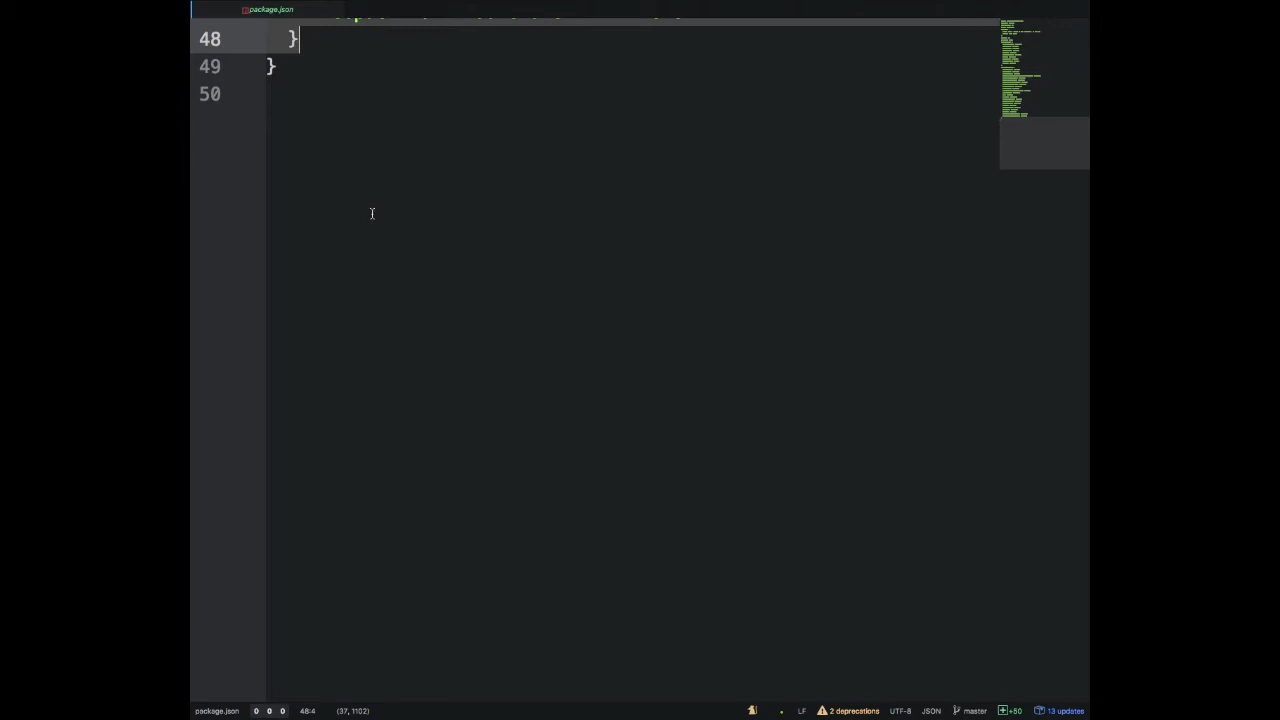 package.json
48 }
49 }
50
package.json 0 0 0 48:4 (37, 1102) 2 deprecations UTF-8 LF JSON master +50 13 updates